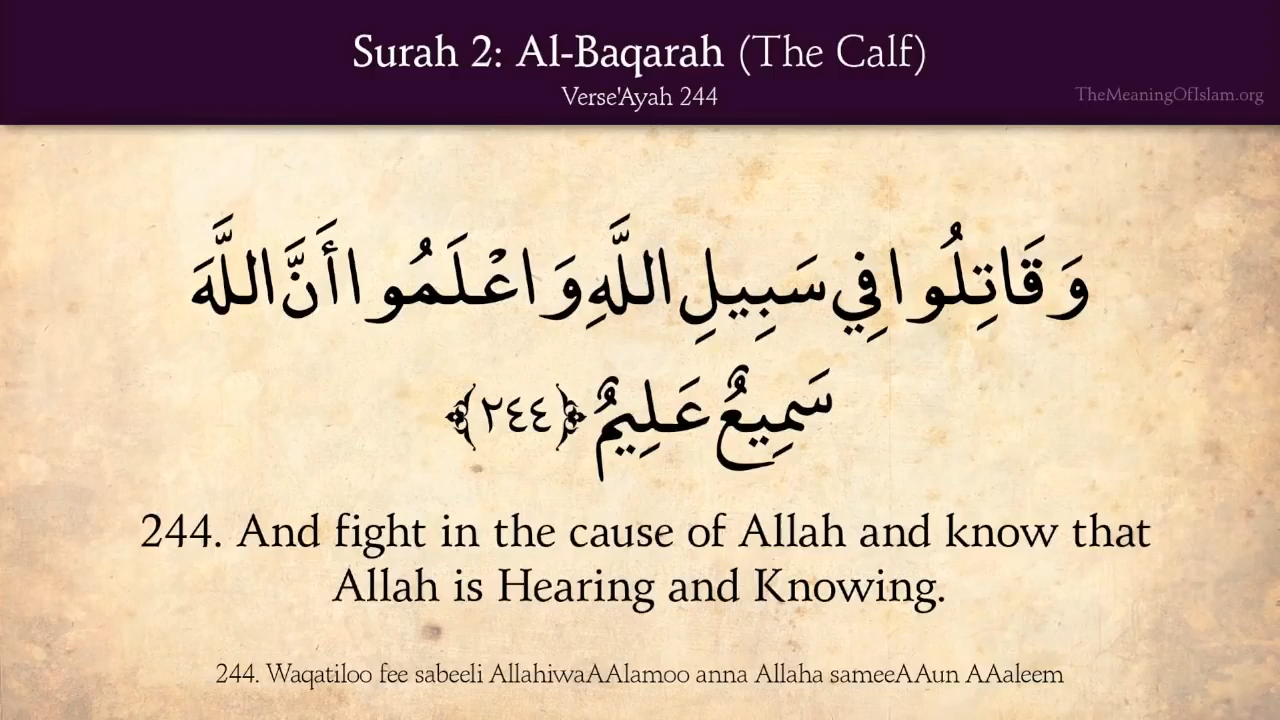 Surah 2: Al-Baqarah (The Calf)
Verse'Ayah 244
TheMeaningOfIslam.org
وَقَاتِلُوا فِي سَبِيلِ اللَّهِ وَاعْلَمُوا أَنَّ اللَّهَ
سَمِيعٌ عَلِيمٌ ﴿٢٤٤﴾
244. And fight in the cause of Allah and know that
Allah is Hearing and Knowing.
244. Waqatiloo fee sabeeli AllahiwaAAlamoo anna Allaha sameeAAun AAaleem